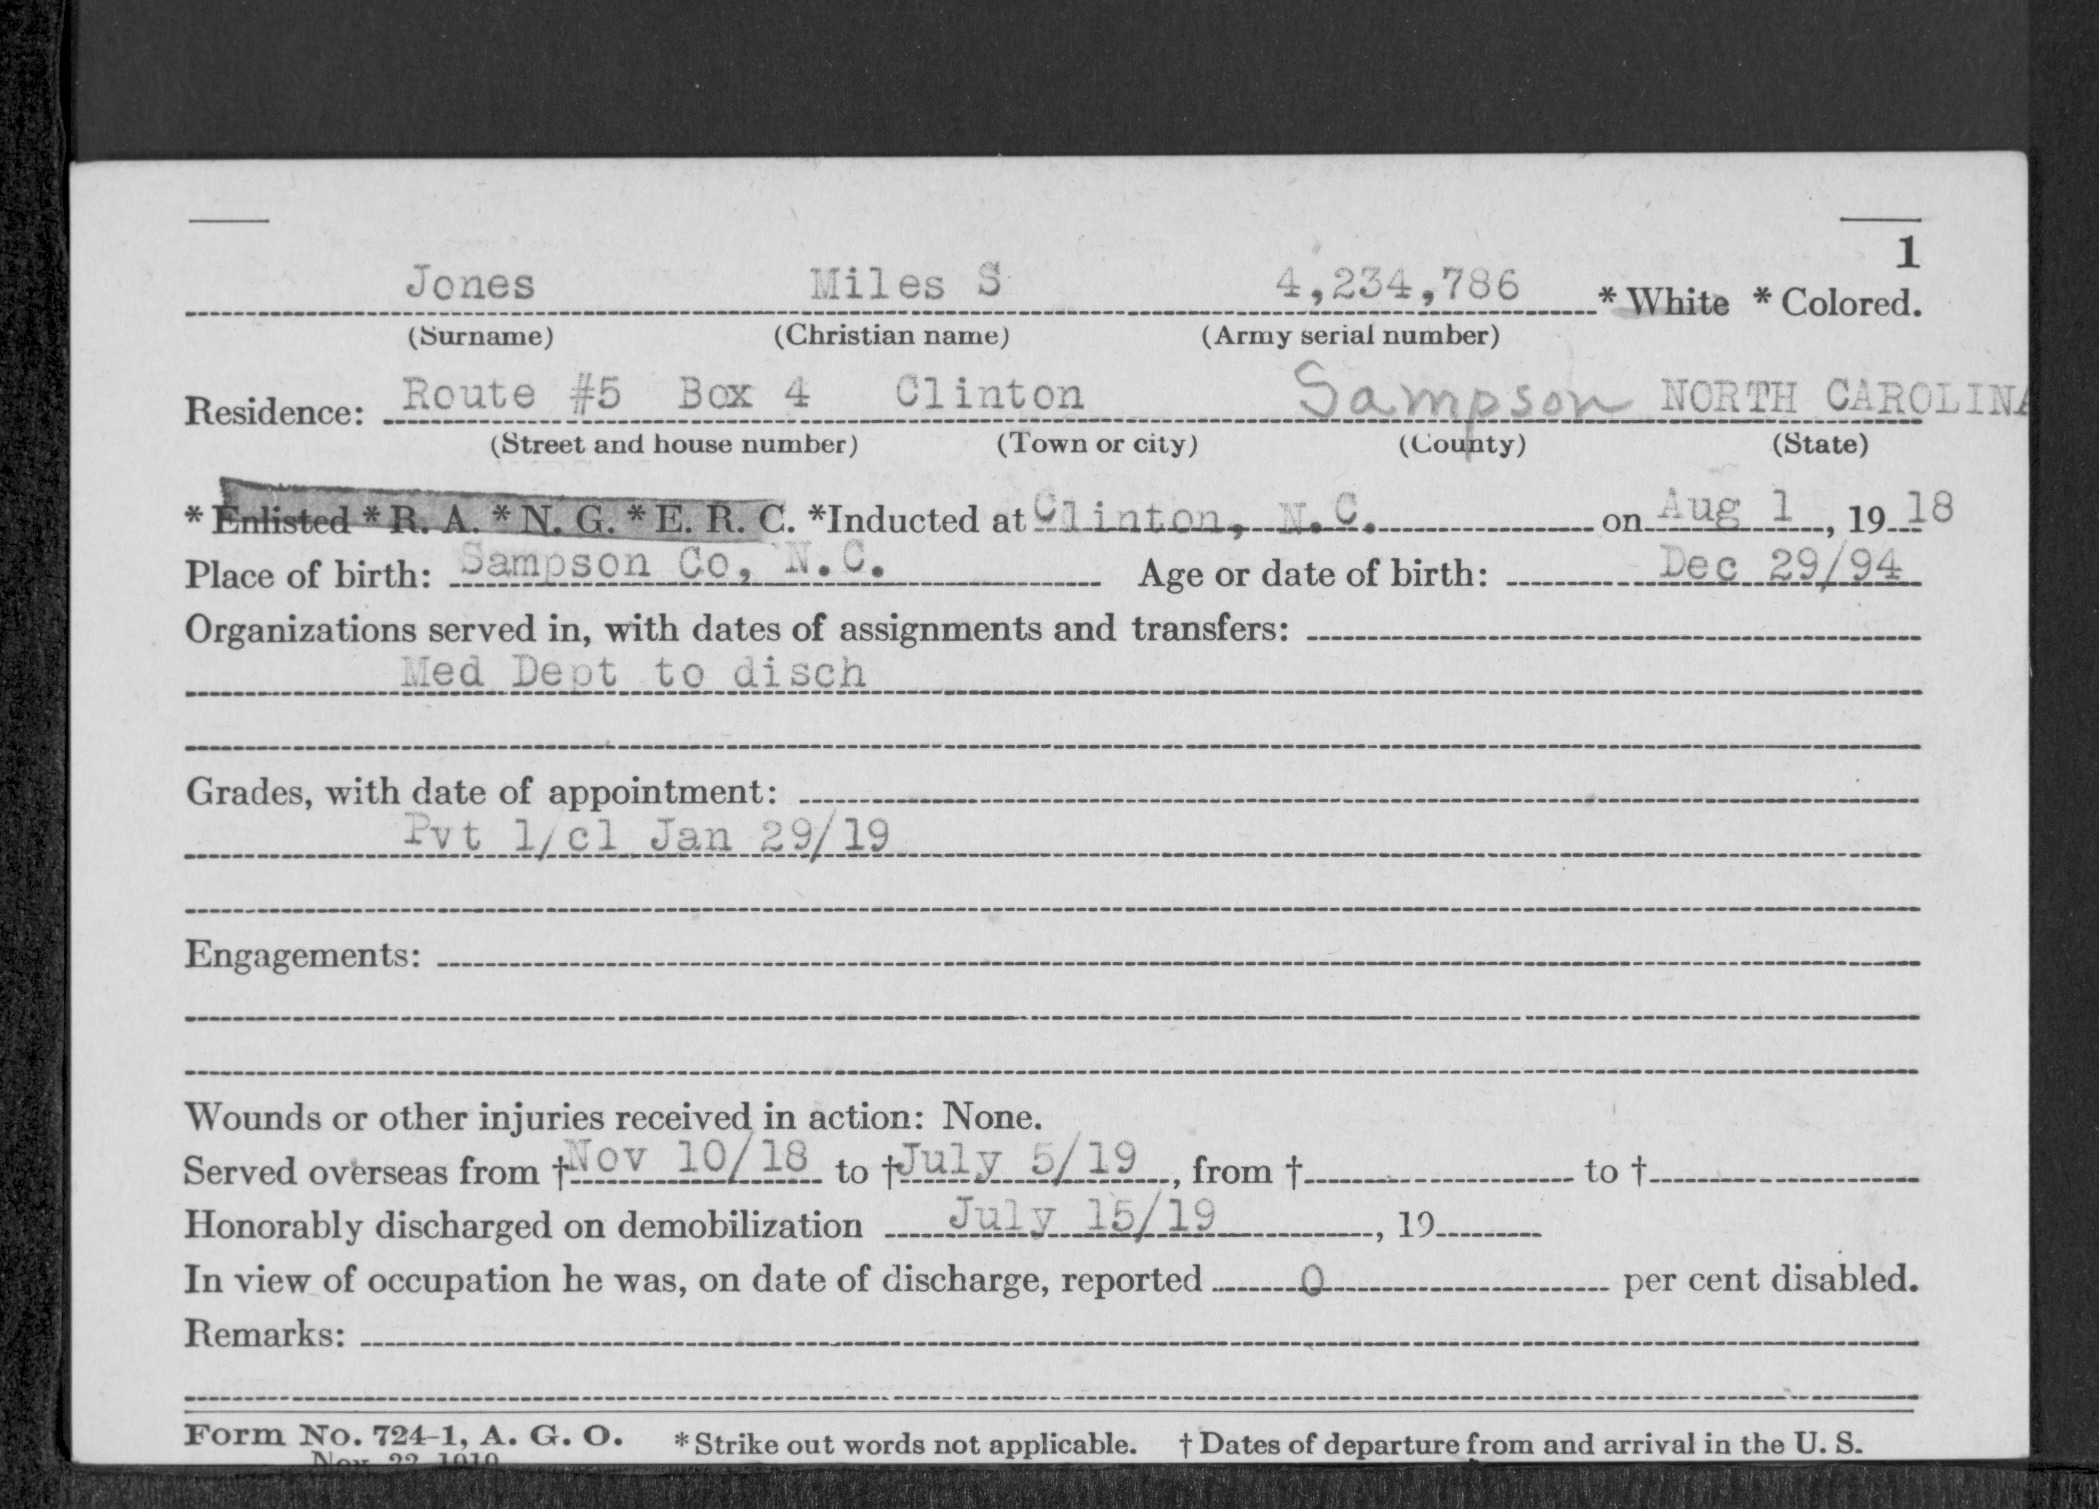 1
Jones Miles S 4,234,786 * White * Colored.
(Surname) (Christian name) (Army serial number)
Residence: Route #5 Box 4 Clinton Sampson NORTH CAROLINA
(Street and house number) (Town or city) (County) (State)
* Enlisted * R. A. * N. G. * E. R. C. *Inducted at Clinton, N.C. on Aug 1, 1918
Place of birth: Sampson Co, N.C. Age or date of birth: Dec 29/94
Organizations served in, with dates of assignments and transfers:
Med Dept to disch
Grades, with date of appointment:
Pvt 1/cl Jan 29/19
Engagements:
Wounds or other injuries received in action: None.
Served overseas from † Nov 10/18 to † July 5/19, from † to †
Honorably discharged on demobilization July 15/19, 19
In view of occupation he was, on date of discharge, reported 0 per cent disabled.
Remarks:
Form No. 724-1, A. G. O. * Strike out words not applicable. † Dates of departure from and arrival in the U. S.
Nov 22 1919